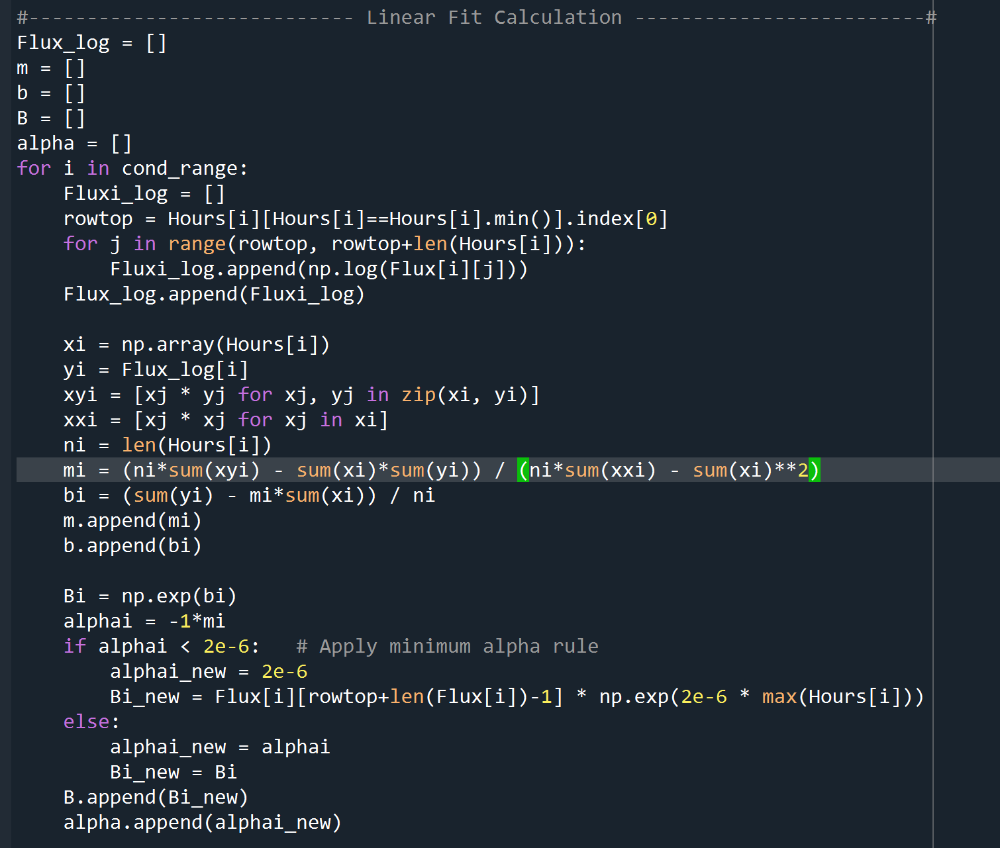 #---------------------------- Linear Fit Calculation -------------------------#
Flux_log = []
m = []
b = []
B = []
alpha = []
for i in cond_range:
    Fluxi_log = []
    rowtop = Hours[i][Hours[i]==Hours[i].min()].index[0]
    for j in range(rowtop, rowtop+len(Hours[i])):
        Fluxi_log.append(np.log(Flux[i][j]))
    Flux_log.append(Fluxi_log)

    xi = np.array(Hours[i])
    yi = Flux_log[i]
    xyi = [xj * yj for xj, yj in zip(xi, yi)]
    xxi = [xj * xj for xj in xi]
    ni = len(Hours[i])
    mi = (ni*sum(xyi) - sum(xi)*sum(yi)) / (ni*sum(xxi) - sum(xi)**2)
    bi = (sum(yi) - mi*sum(xi)) / ni
    m.append(mi)
    b.append(bi)

    Bi = np.exp(bi)
    alphai = -1*mi
    if alphai < 2e-6:   # Apply minimum alpha rule
        alphai_new = 2e-6
        Bi_new = Flux[i][rowtop+len(Flux[i])-1] * np.exp(2e-6 * max(Hours[i]))
    else:
        alphai_new = alphai
        Bi_new = Bi
    B.append(Bi_new)
    alpha.append(alphai_new)